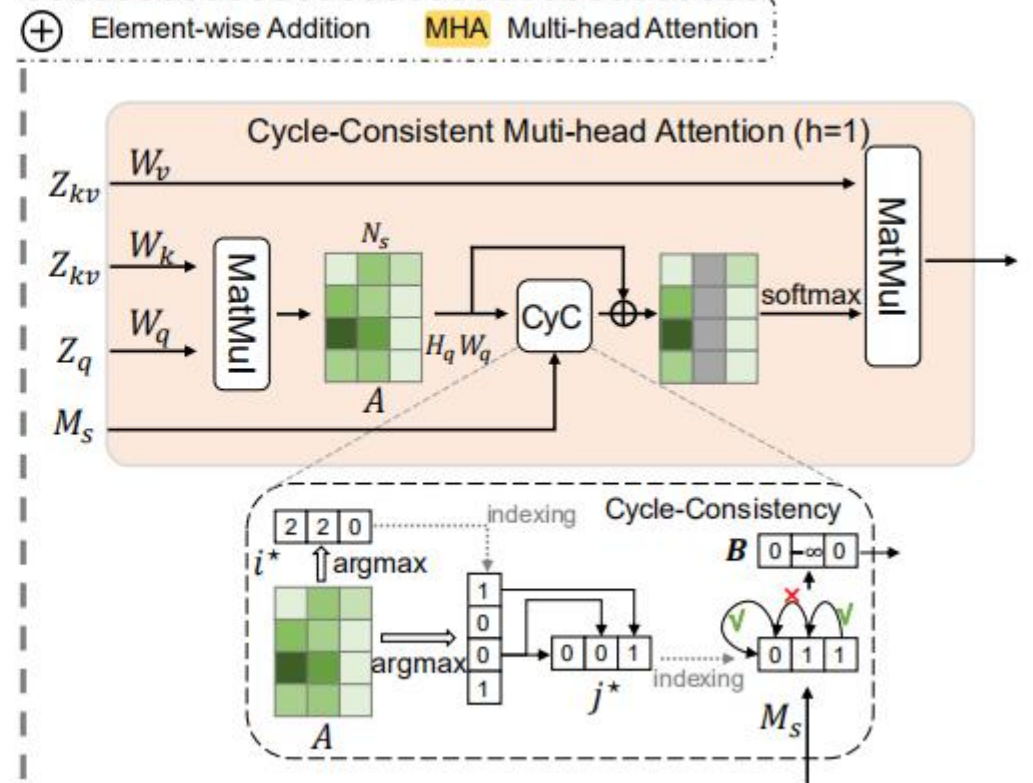 ⊕ Element-wise Addition MHA Multi-head Attention
Cycle-Consistent Muti-head Attention (h=1)
Z_kv W_v
Z_kv W_k
Z_q W_q
M_s
MatMul
N_s
A
H_q W_q
CyC
⊕
softmax
MatMul
Cycle-Consistency
2 2 0
i*
argmax
indexing
A
argmax
1
0
0
1
0 0 1
j*
indexing
B 0 -∞ 0
√ × √
0 1 1
M_s